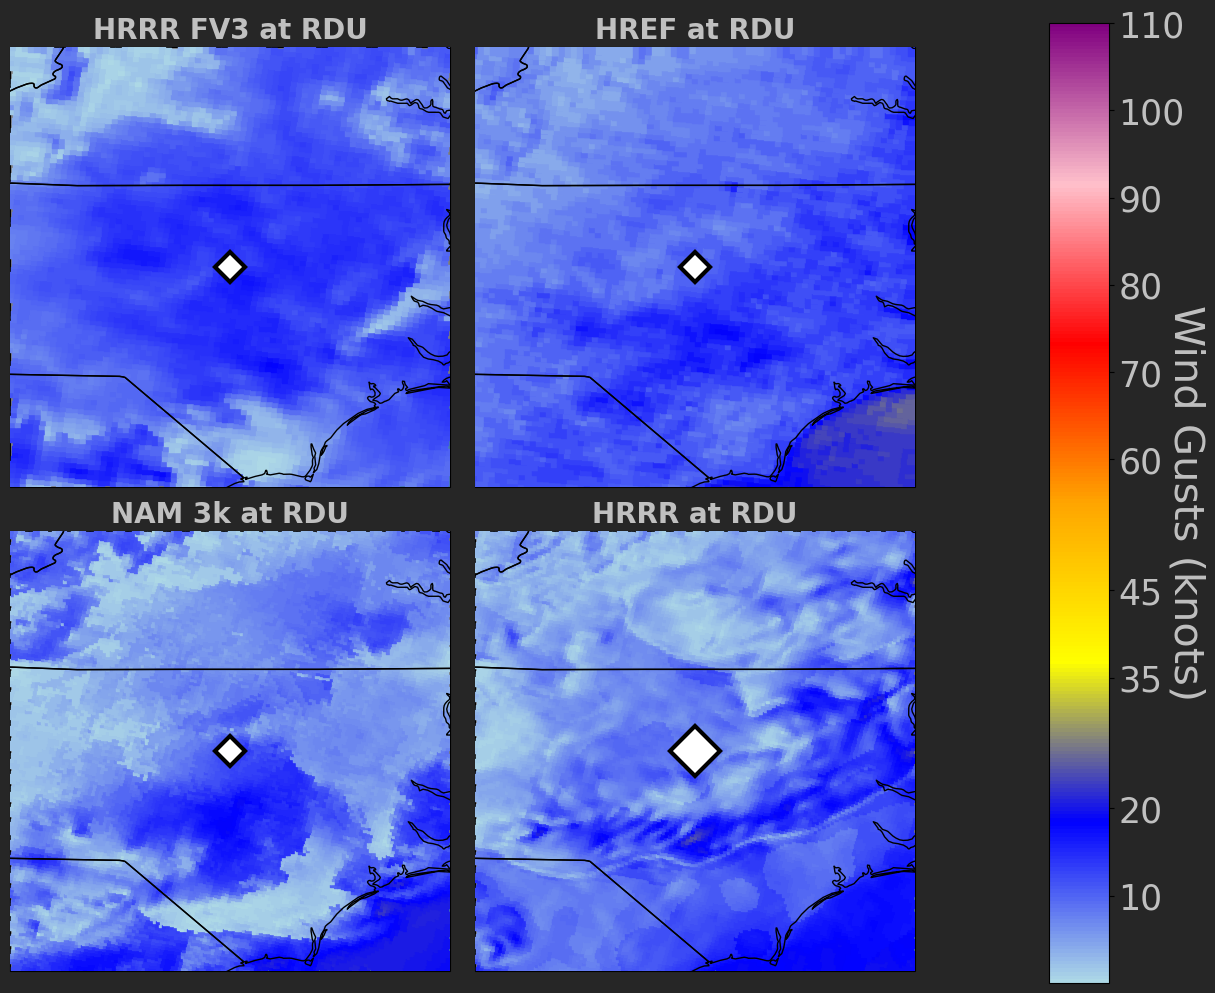 HRRR FV3 at RDU
HREF at RDU
NAM 3k at RDU
HRRR at RDU
110
100
90
80
70
60
45
35
20
10
Wind Gusts (knots)